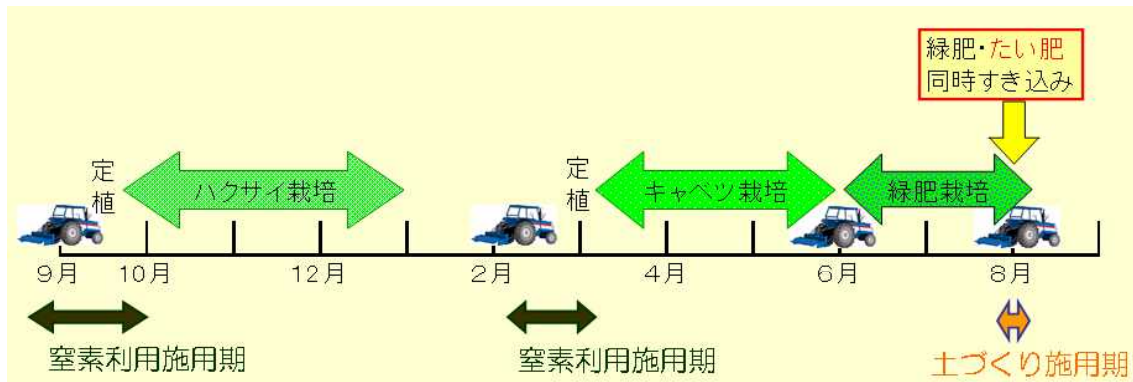 緑肥・たい肥
同時すき込み
定植
ハクサイ栽培
定植
キャベツ栽培
緑肥栽培
9月
10月
12月
2月
4月
6月
8月
窒素利用施用期
窒素利用施用期
土づくり施用期